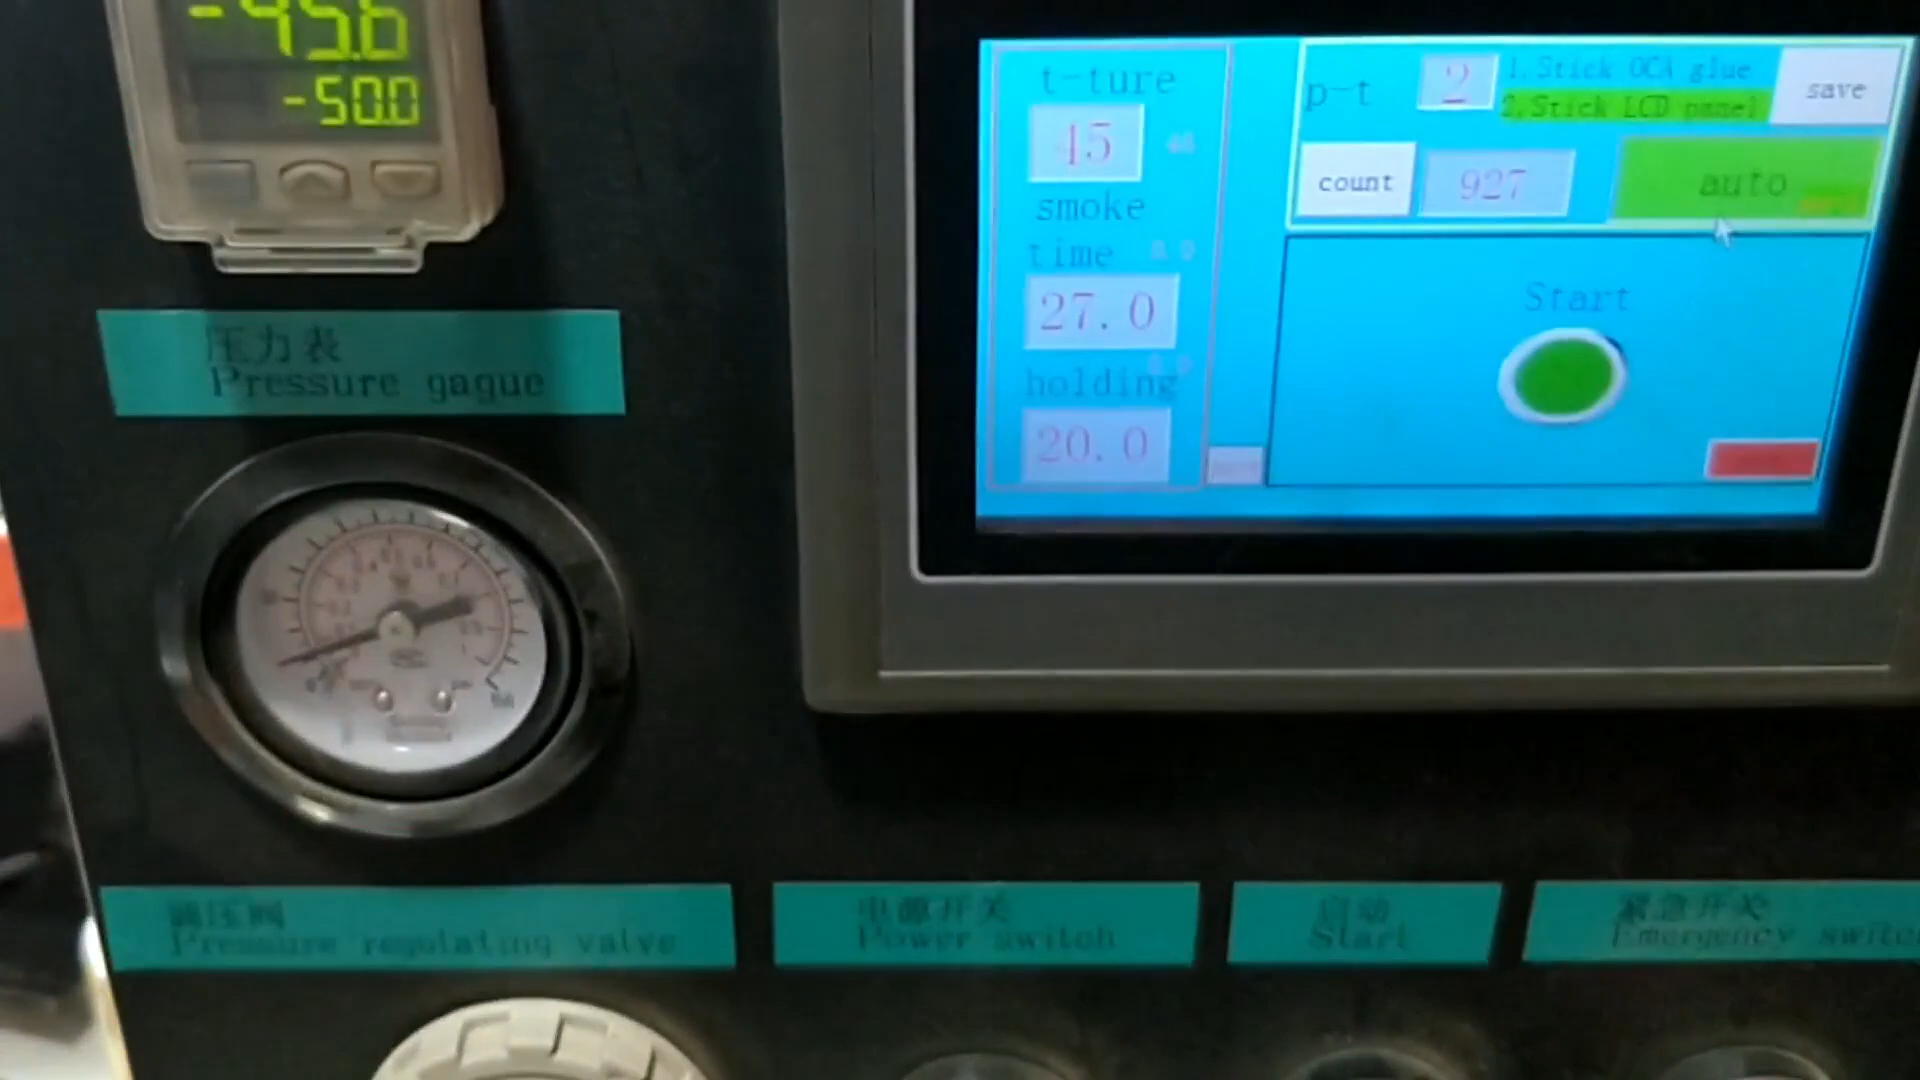 -45.6
-50.0
t-ture
45
smoke
time
27.0
holding
20.0
p-t
2
1.Stick OCA glue
2.Stick LCD panel
save
count
927
auto
Start
压力表
Pressure gague
调压阀
Pressure regulating valve
电源开关
Power switch
启动
Start
紧急开关
Emergency switc